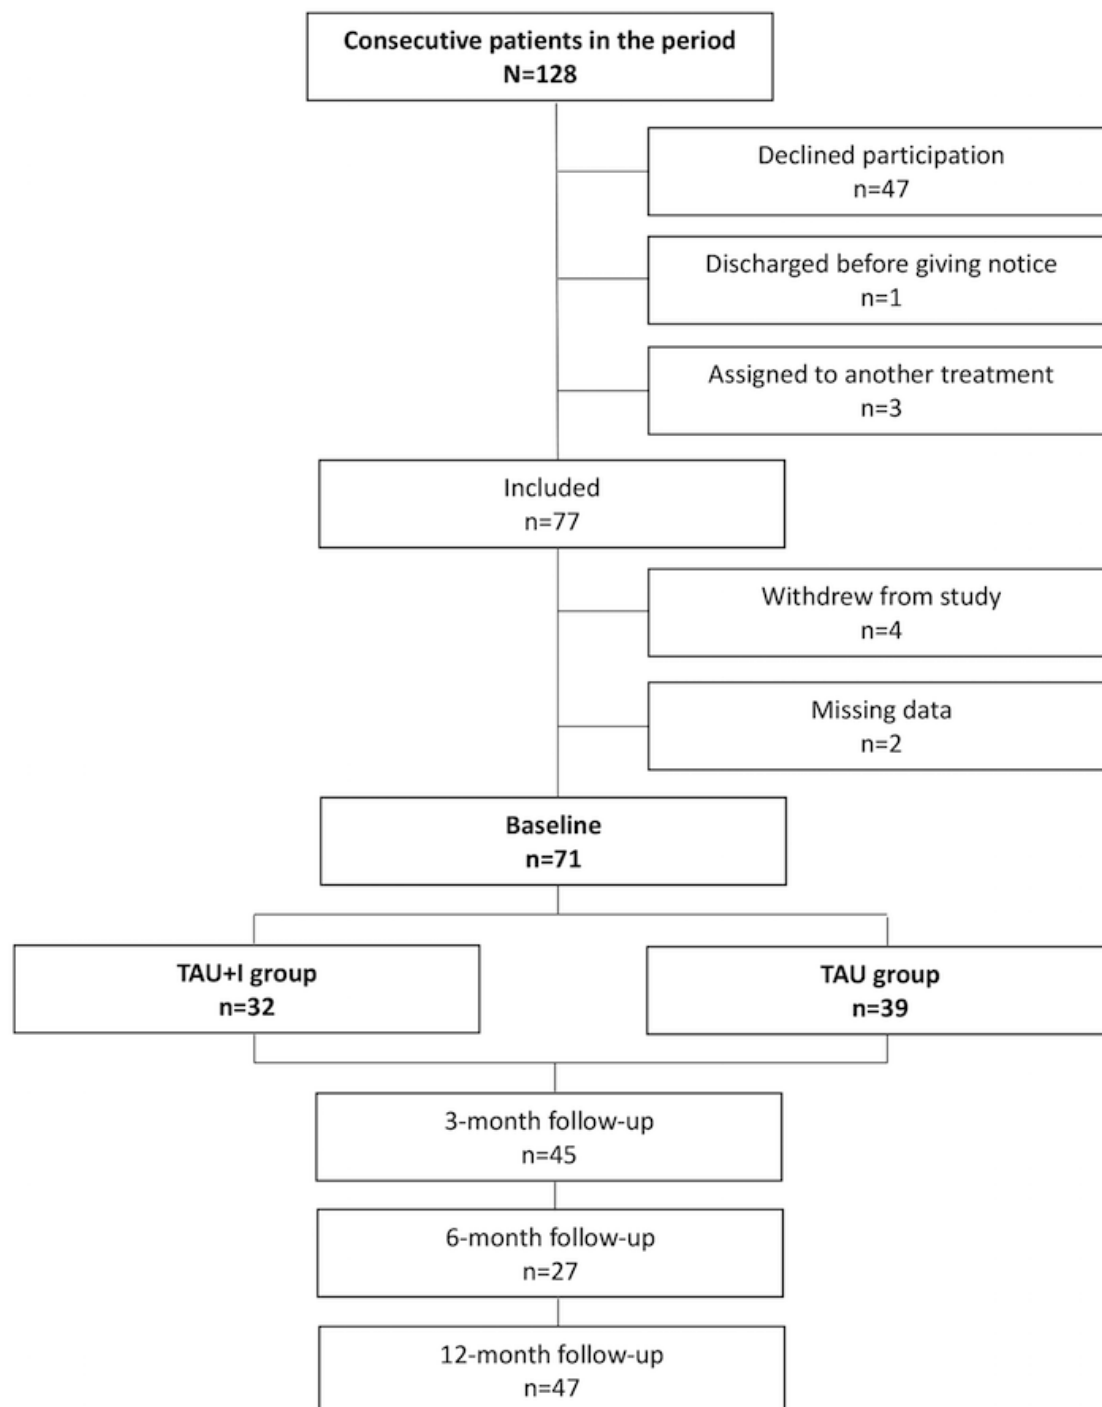 Consecutive patients in the period
N=128
Declined participation
n=47
Discharged before giving notice
n=1
Assigned to another treatment
n=3
Included
n=77
Withdrew from study
n=4
Missing data
n=2
Baseline
n=71
TAU+I group
n=32
TAU group
n=39
3-month follow-up
n=45
6-month follow-up
n=27
12-month follow-up
n=47